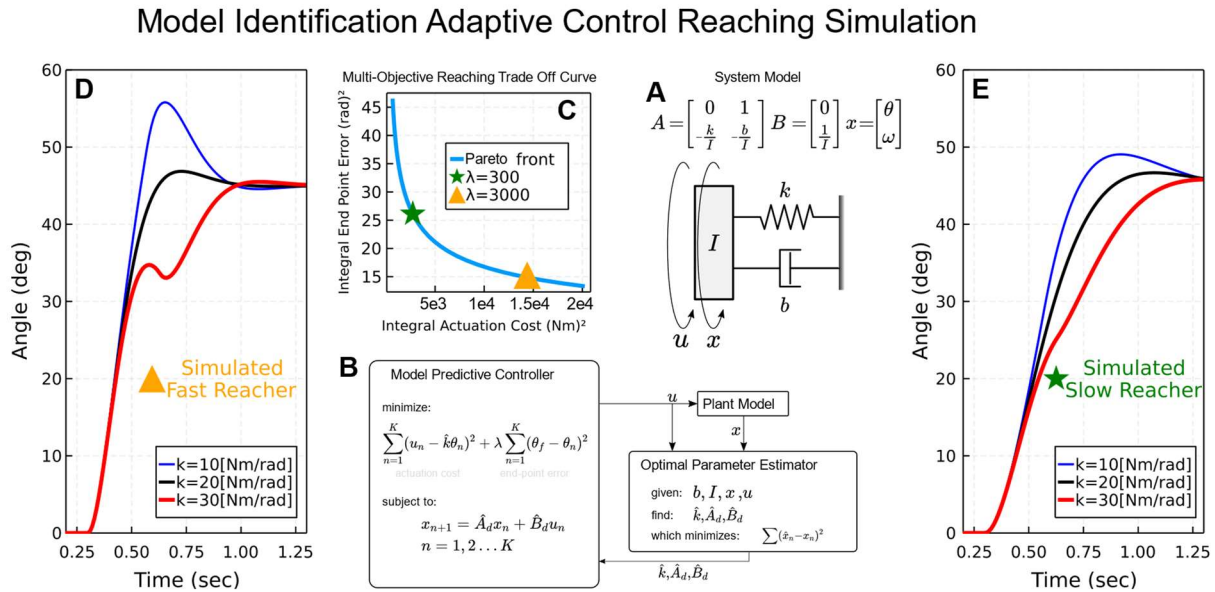 Model Identification Adaptive Control Reaching Simulation
D
60
50
40
30
20
10
0
Angle (deg)
Simulated
Fast Reacher
k=10[Nm/rad]
k=20[Nm/rad]
k=30[Nm/rad]
0.25 0.50 0.75 1.00 1.25
Time (sec)
Multi-Objective Reaching Trade Off Curve
C
45
40
35
30
25
20
15
Integral End Point Error (rad)²
Pareto front
λ=300
λ=3000
5e3 1e4 1.5e4 2e4
Integral Actuation Cost (Nm)²
A
System Model
A = [0 1; -k/I -b/I] B = [0; 1/I] x = [θ; ω]
k
I
b
u x
B
Model Predictive Controller
minimize:
∑_{n=1}^{K} (u_n − k̂θ_n)² + λ ∑_{n=1}^{K} (θ_f − θ_n)²
actuation cost end-point error
subject to:
x_{n+1} = Â_d x_n + B̂_d u_n
n = 1, 2 … K
u
Plant Model
x
Optimal Parameter Estimator
given: b, I, x ,u
find: k̂, Â_d, B̂_d
which minimizes: ∑(x̂_n−x_n)²
k̂, Â_d, B̂_d
E
60
50
40
30
20
10
0
Angle (deg)
Simulated
Slow Reacher
k=10[Nm/rad]
k=20[Nm/rad]
k=30[Nm/rad]
0.25 0.50 0.75 1.00 1.25
Time (sec)